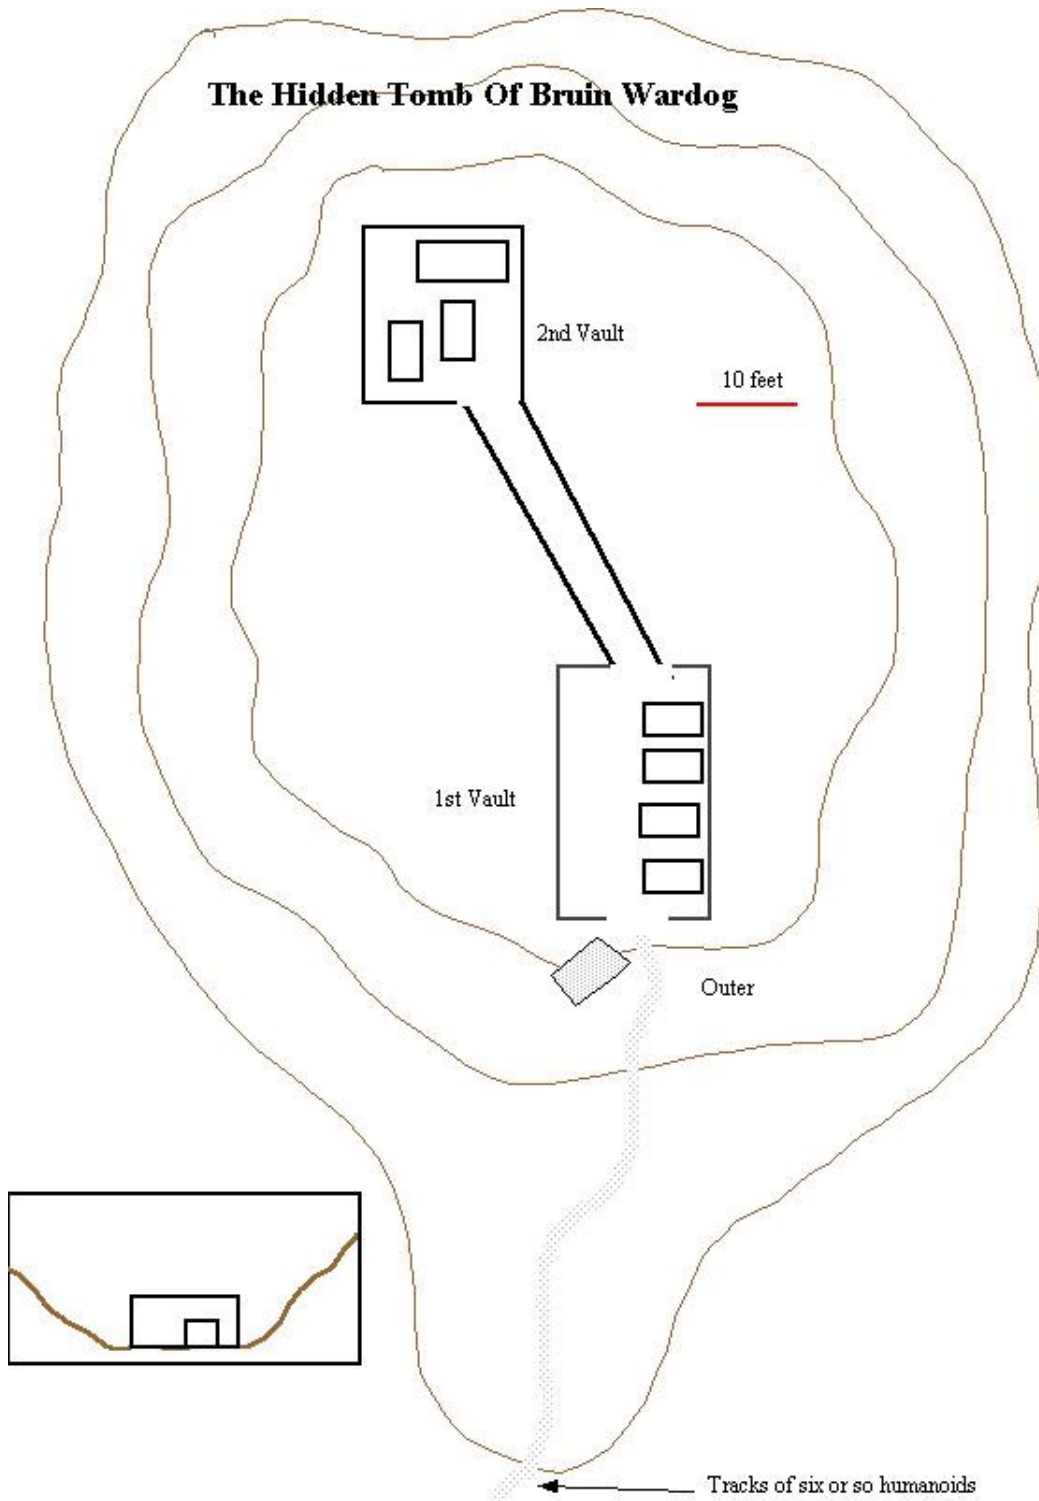 The Hidden Tomb Of Bruin Wardog
2nd Vault
10 feet
1st Vault
Outer
Tracks of six or so humanoids